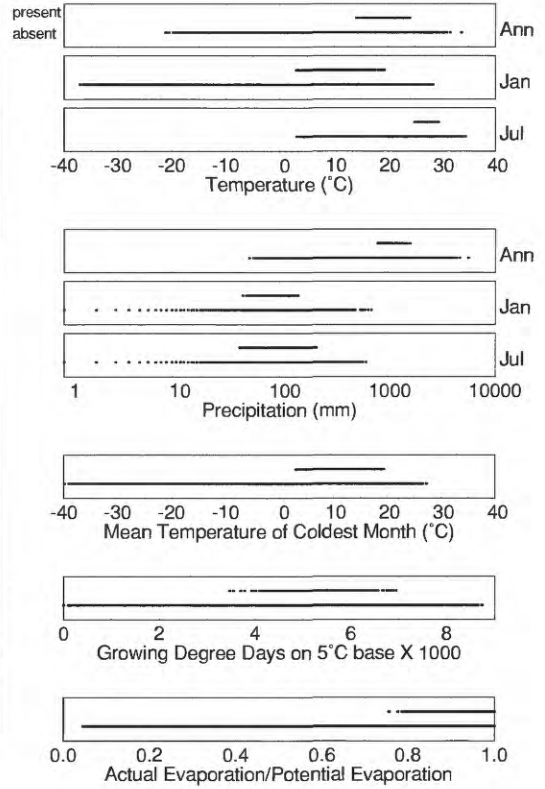 present
absent
Ann
Jan
Jul
-40 -30 -20 -10 0 10 20 30 40
Temperature (°C)
Ann
Jan
Jul
1 10 100 1000 10000
Precipitation (mm)
-40 -30 -20 -10 0 10 20 30 40
Mean Temperature of Coldest Month (°C)
0 2 4 6 8
Growing Degree Days on 5°C base X 1000
0.0 0.2 0.4 0.6 0.8 1.0
Actual Evaporation/Potential Evaporation